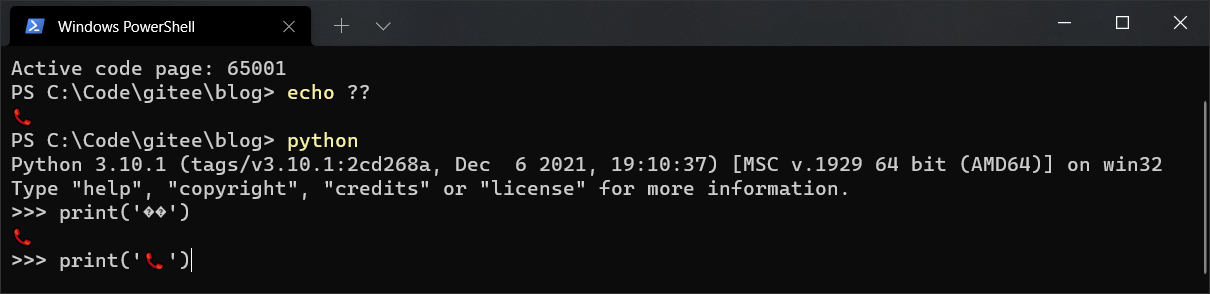 Windows PowerShell
Active code page: 65001
PS C:\Code\gitee\blog> echo ??
📞
PS C:\Code\gitee\blog> python
Python 3.10.1 (tags/v3.10.1:2cd268a, Dec  6 2021, 19:10:37) [MSC v.1929 64 bit (AMD64)] on win32
Type "help", "copyright", "credits" or "license" for more information.
>>> print('��')
📞
>>> print('📞')